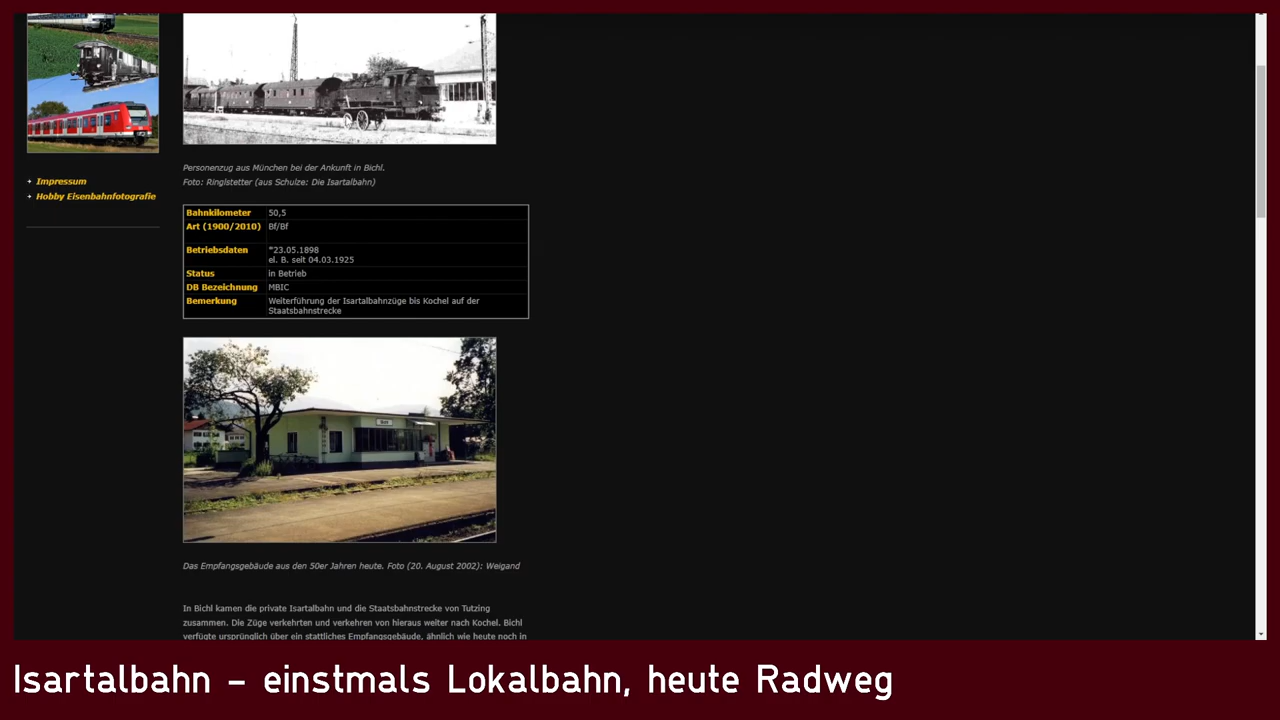 Personenzug aus München bei der Ankunft in Bichl.
Foto: Ringlstetter (aus Schulze: Die Isartalbahn)
Impressum
Hobby Eisenbahnfotografie
Bahnkilometer 50,5
Art (1900/2010) Bf/Bf
Betriebsdaten *23.05.1898
el. B. seit 04.03.1925
Status in Betrieb
DB Bezeichnung MBIC
Bemerkung Weiterführung der Isartalbahnzüge bis Kochel auf der
Staatsbahnstrecke
Das Empfangsgebäude aus den 50er Jahren heute. Foto (20. August 2002): Weigand
In Bichl kamen die private Isartalbahn und die Staatsbahnstrecke von Tutzing
zusammen. Die Züge verkehrten und verkehren von hieraus weiter nach Kochel. Bichl
verfügte ursprünglich über ein stattliches Empfangsgebäude, ähnlich wie heute noch in
Isartalbahn – einstmals Lokalbahn, heute Radweg